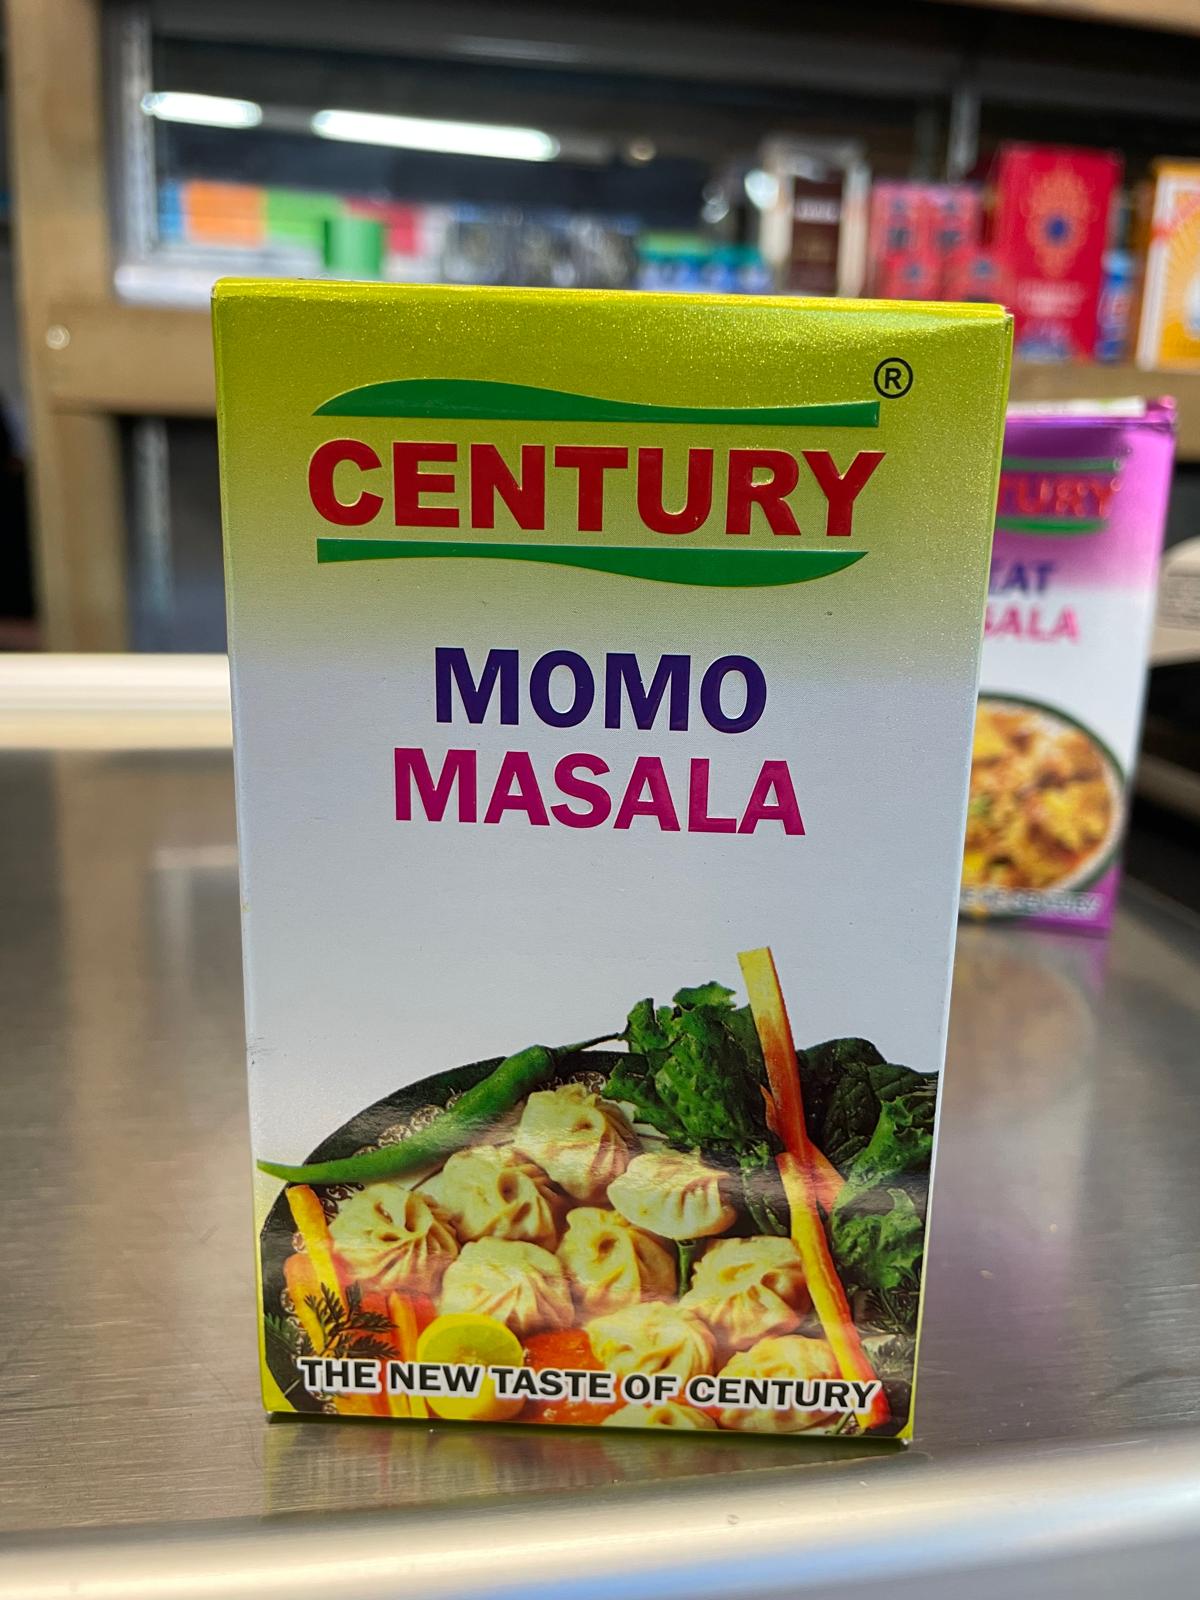 CENTURY ®
MOMO
MASALA
THE NEW TASTE OF CENTURY